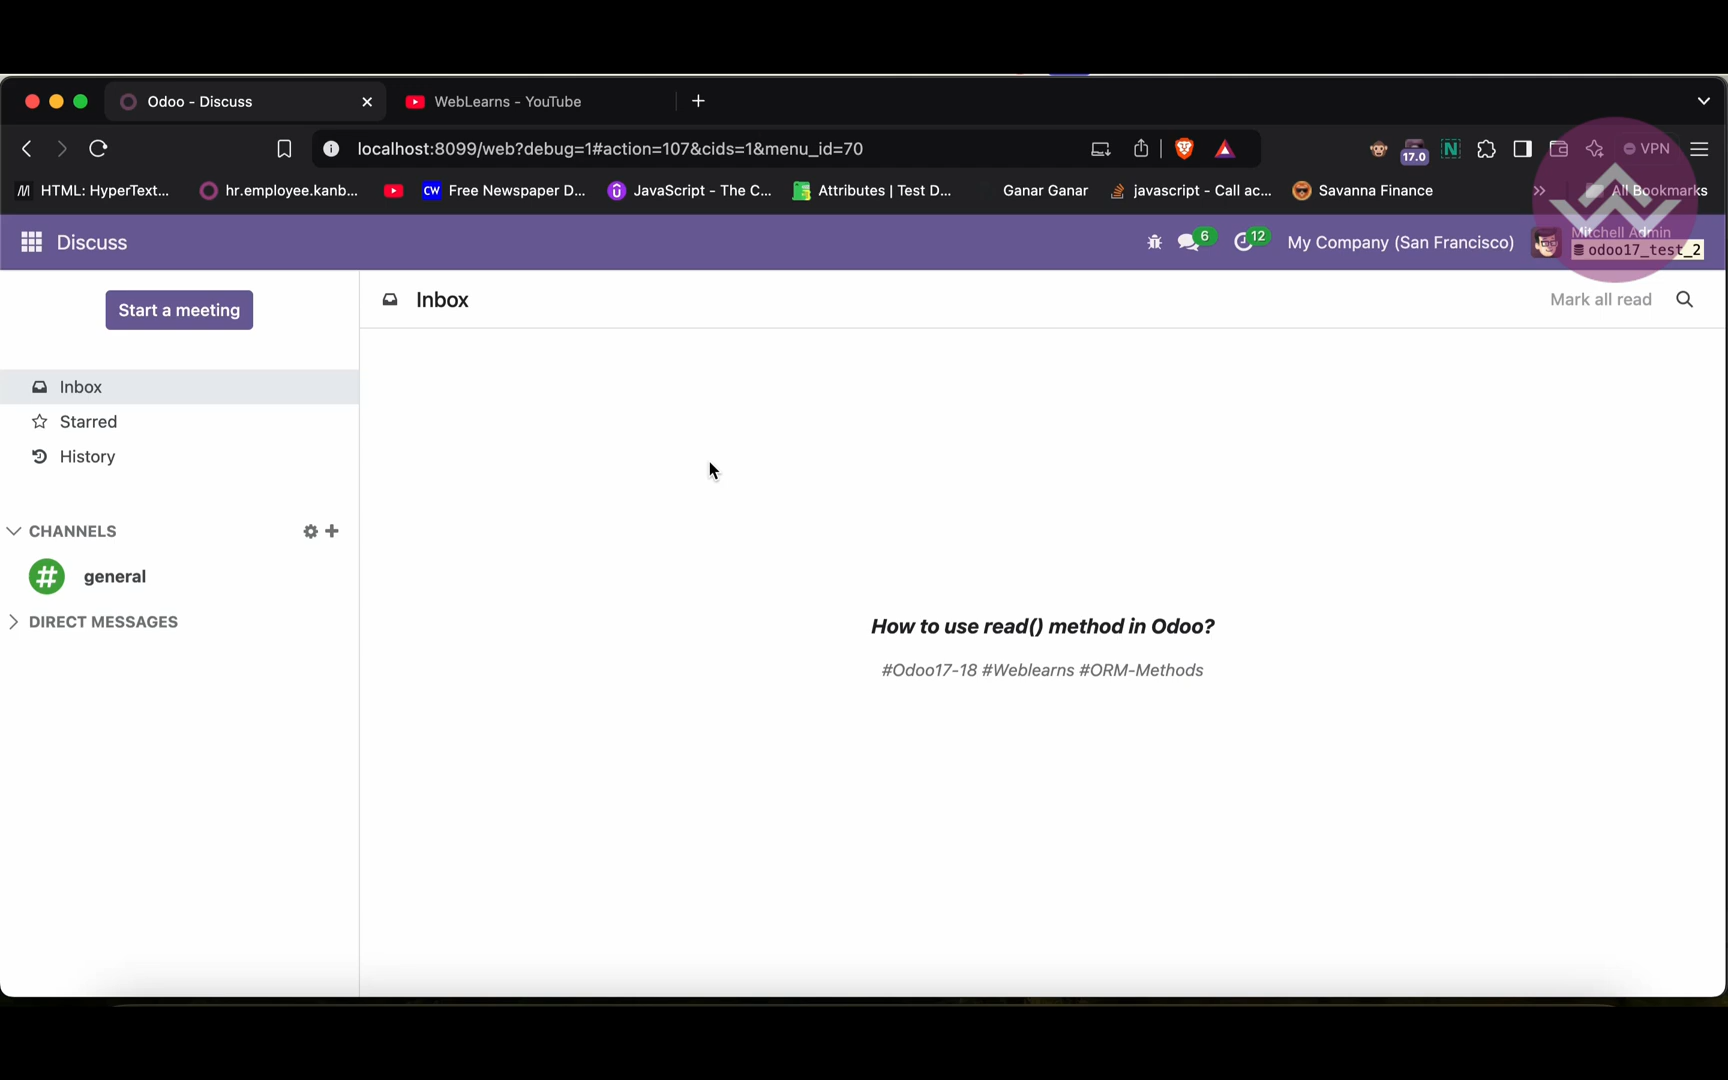 Odoo - Discuss
WebLearns - YouTube
localhost:8099/web?debug=1#action=107&cids=1&menu_id=70
17.0
N
VPN
HTML: HyperText...
hr.employee.kanb...
CW Free Newspaper D...
JavaScript - The C...
Attributes | Test D...
Ganar Ganar
javascript - Call ac...
Savanna Finance
All Bookmarks
Discuss
6
12
My Company (San Francisco)
Mitchell Admin
odoo17_test_2
Start a meeting
Inbox
Mark all read
Inbox
Starred
History
CHANNELS
# general
DIRECT MESSAGES
How to use read() method in Odoo?
#Odoo17-18 #Weblearns #ORM-Methods